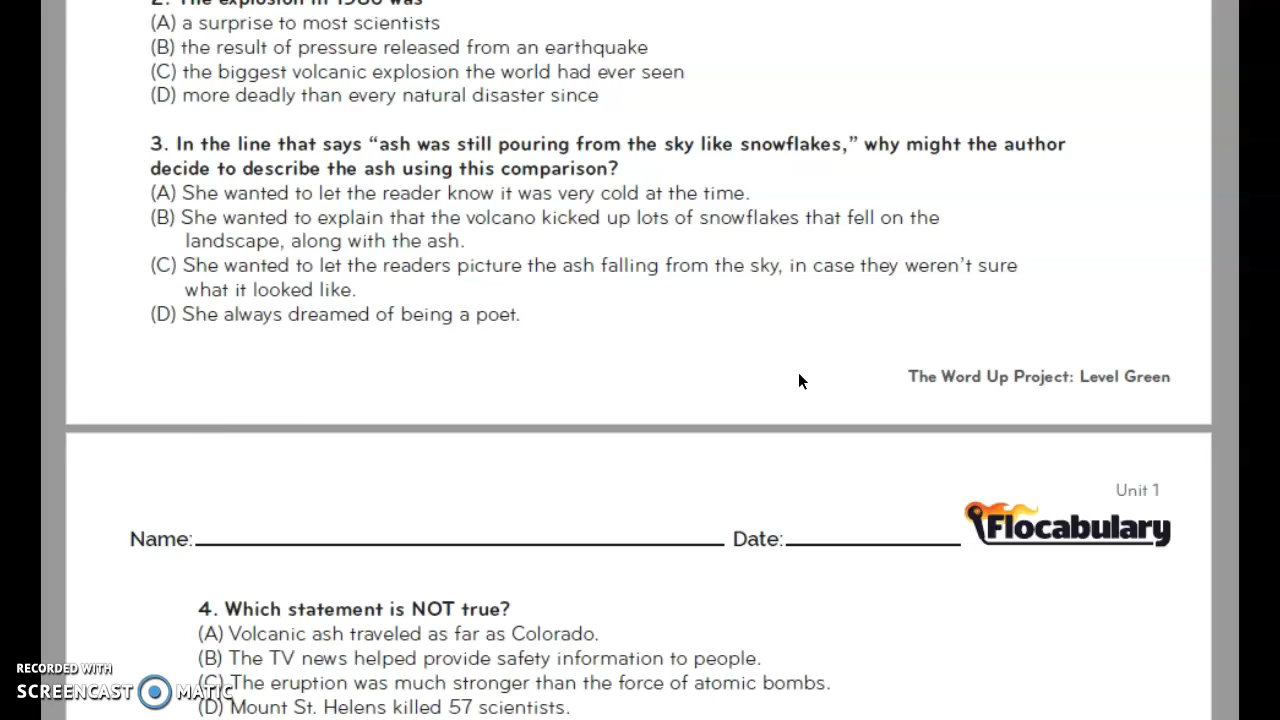 2. The explosion in 1980 was
(A) a surprise to most scientists
(B) the result of pressure released from an earthquake
(C) the biggest volcanic explosion the world had ever seen
(D) more deadly than every natural disaster since
3. In the line that says “ash was still pouring from the sky like snowflakes,” why might the author
decide to describe the ash using this comparison?
(A) She wanted to let the reader know it was very cold at the time.
(B) She wanted to explain that the volcano kicked up lots of snowflakes that fell on the
landscape, along with the ash.
(C) She wanted to let the readers picture the ash falling from the sky, in case they weren’t sure
what it looked like.
(D) She always dreamed of being a poet.
The Word Up Project: Level Green
Unit 1
Flocabulary
Name:
Date:
4. Which statement is NOT true?
(A) Volcanic ash traveled as far as Colorado.
(B) The TV news helped provide safety information to people.
(C) The eruption was much stronger than the force of atomic bombs.
(D) Mount St. Helens killed 57 scientists.
RECORDED WITH
SCREENCAST MATIC